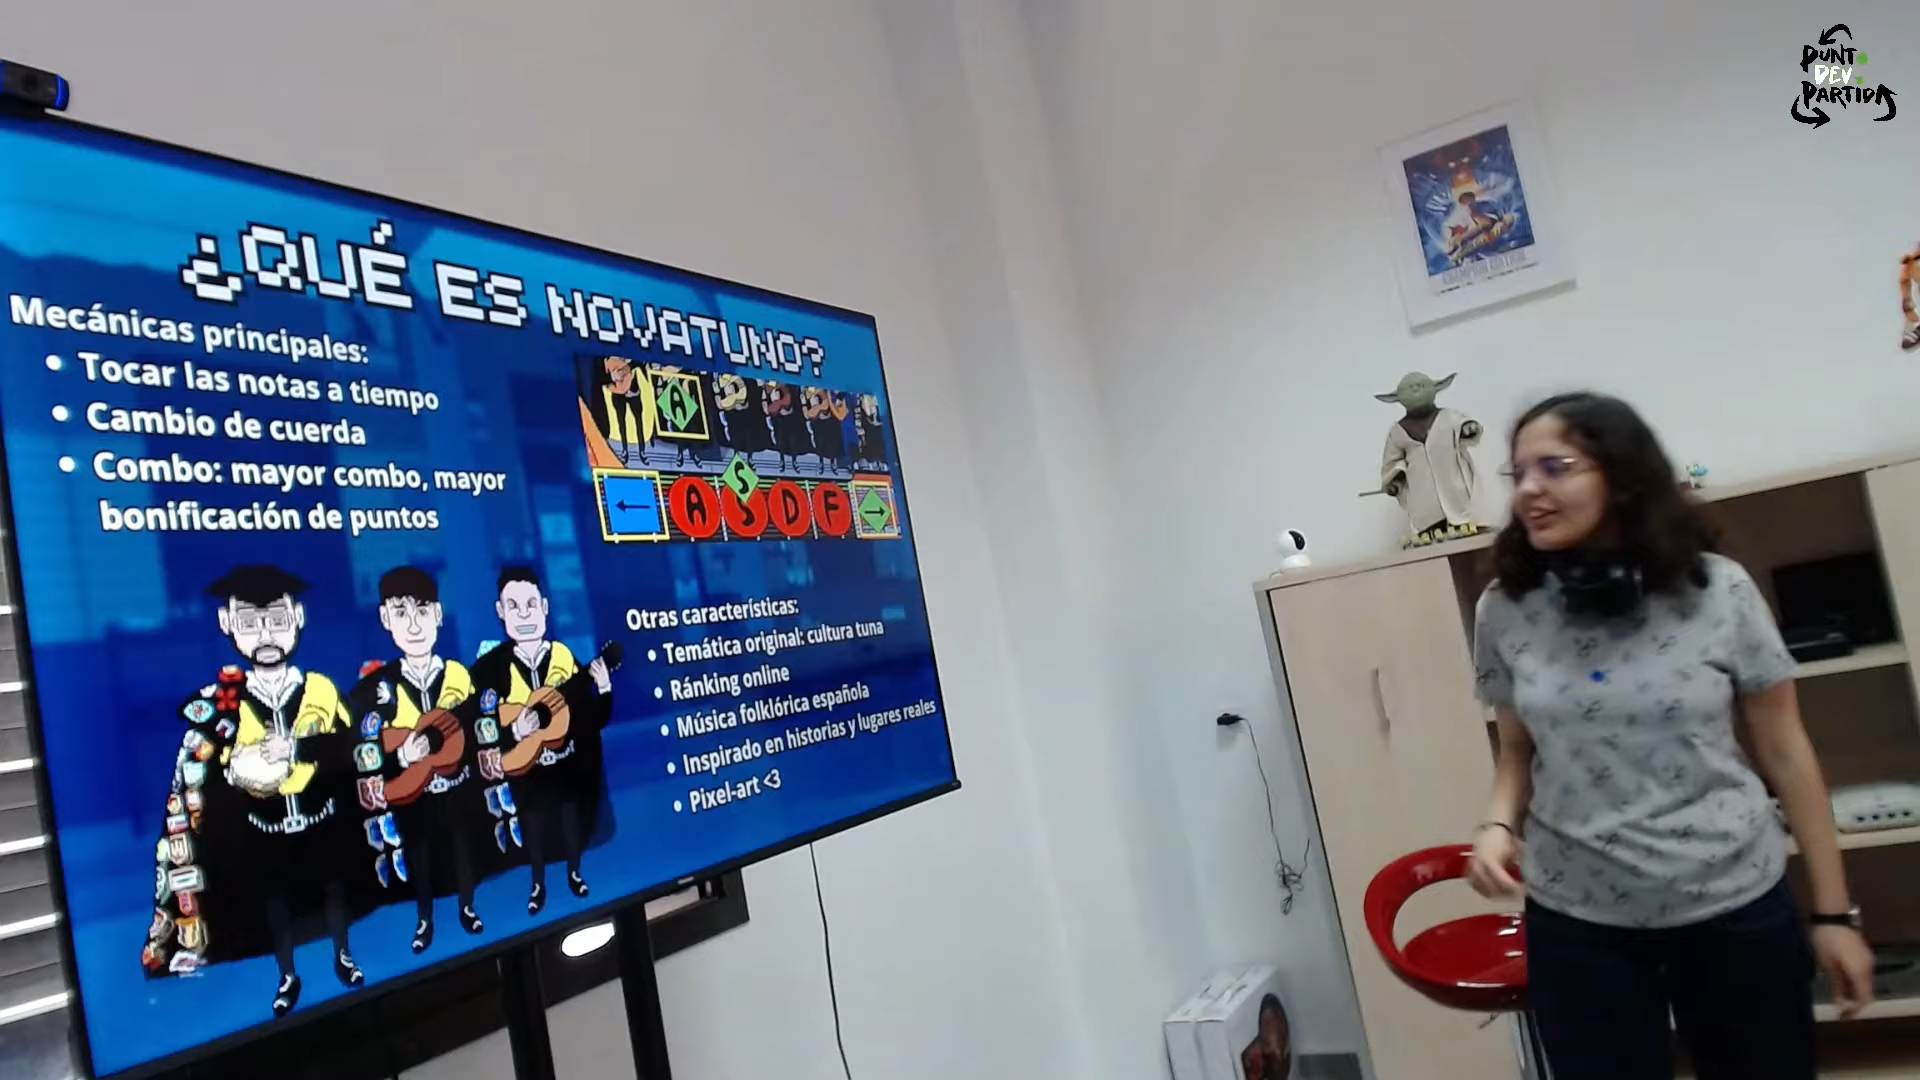 PUNT
DEV
PARTIDA
¿QUÉ ES NOVATUNO?
Mecánicas principales:
• Tocar las notas a tiempo
• Cambio de cuerda
• Combo: mayor combo, mayor
bonificación de puntos
A
S
← A S D F →
Otras características:
• Temática original: cultura tuna
• Ránking online
• Música folklórica española
• Inspirado en historias y lugares reales
• Pixel-art <3